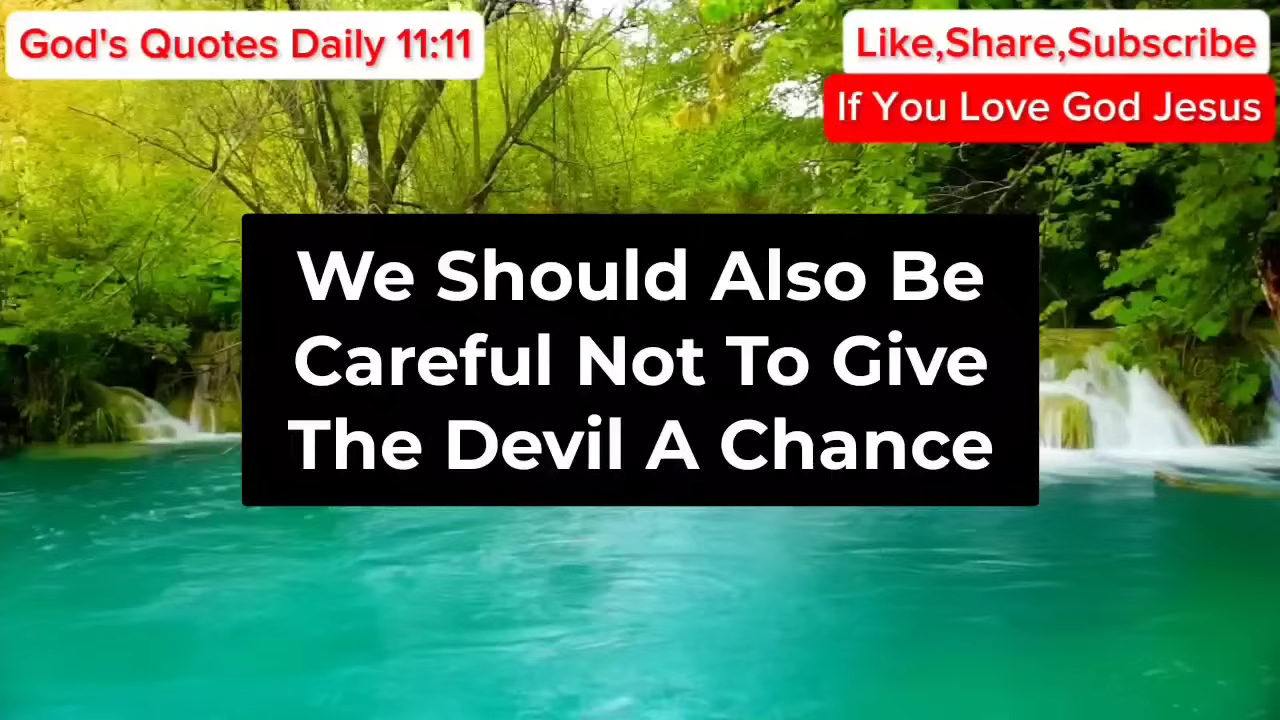 God's Quotes Daily 11:11
Like,Share,Subscribe
If You Love God Jesus
We Should Also Be
Careful Not To Give
The Devil A Chance